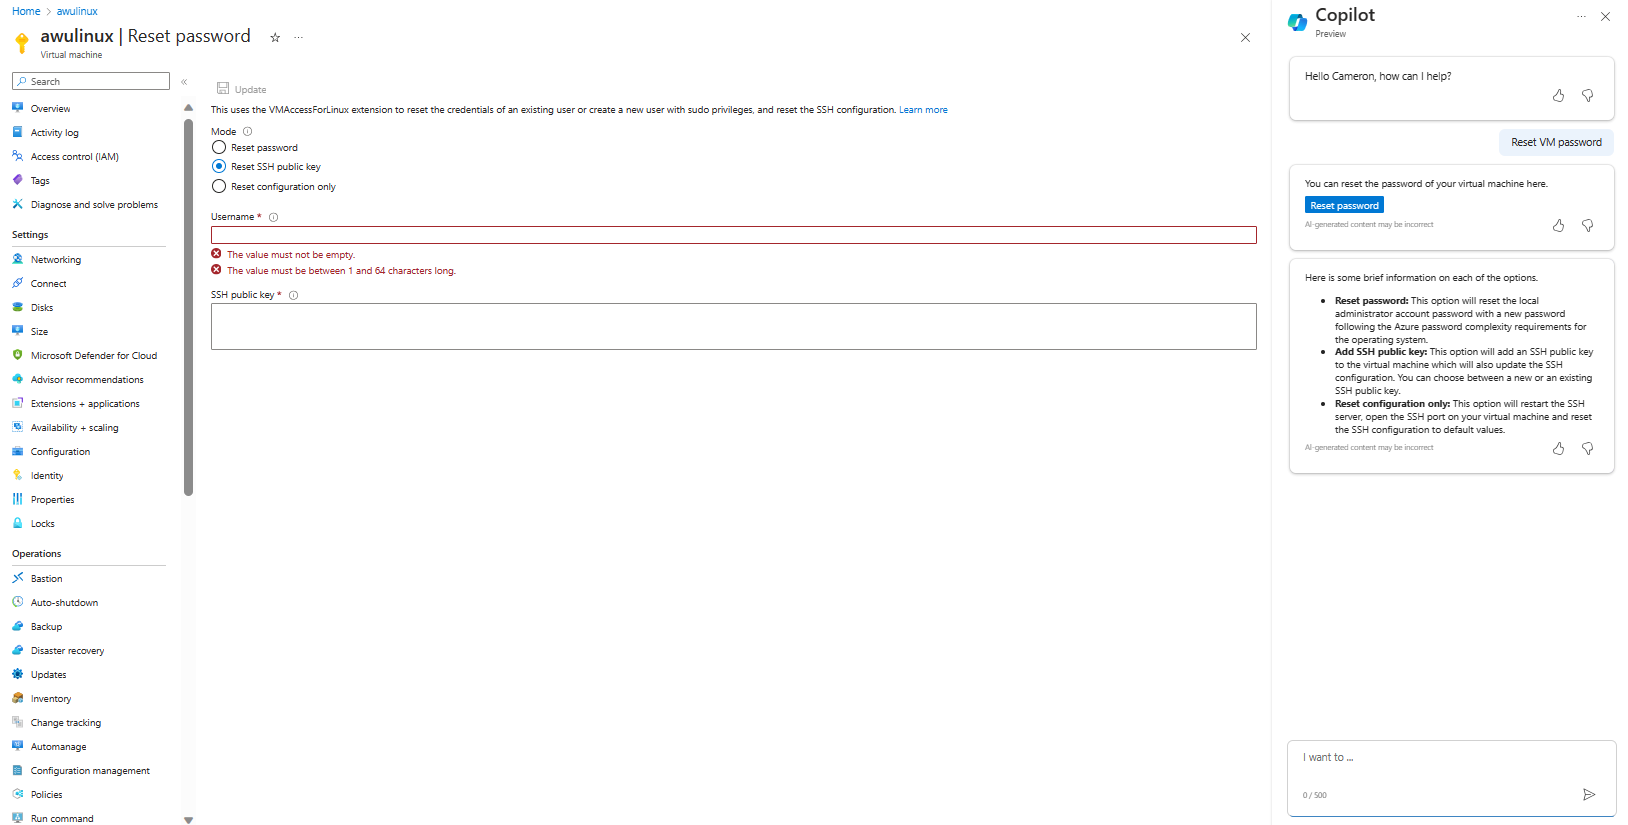 Home > awulinux
awulinux | Reset password
Virtual machine
Search
Overview
Activity log
Access control (IAM)
Tags
Diagnose and solve problems
Settings
Networking
Connect
Disks
Size
Microsoft Defender for Cloud
Advisor recommendations
Extensions + applications
Availability + scaling
Configuration
Identity
Properties
Locks
Operations
Bastion
Auto-shutdown
Backup
Disaster recovery
Updates
Inventory
Change tracking
Automanage
Configuration management
Policies
Run command
Update
This uses the VMAccessForLinux extension to reset the credentials of an existing user or create a new user with sudo privileges, and reset the SSH configuration. Learn more
Mode
Reset password
Reset SSH public key
Reset configuration only
Username *
The value must not be empty.
The value must be between 1 and 64 characters long.
SSH public key *
Copilot
Preview
Hello Cameron, how can I help?
Reset VM password
You can reset the password of your virtual machine here.
Reset password
AI-generated content may be incorrect
Here is some brief information on each of the options.
Reset password: This option will reset the local
administrator account password with a new password
following the Azure password complexity requirements for
the operating system.
Add SSH public key: This option will add an SSH public key
to the virtual machine which will also update the SSH
configuration. You can choose between a new or an existing
SSH public key.
Reset configuration only: This option will restart the SSH
server, open the SSH port on your virtual machine and reset
the SSH configuration to default values.
AI-generated content may be incorrect
I want to ...
0 / 500